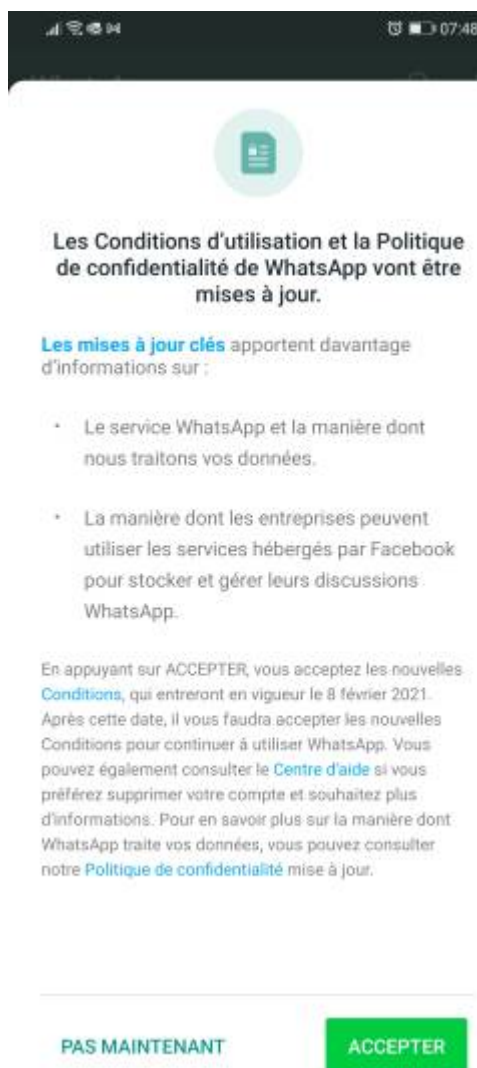 07:48
Les Conditions d'utilisation et la Politique
de confidentialité de WhatsApp vont être
mises à jour.
Les mises à jour clés apportent davantage
d'informations sur :
· Le service WhatsApp et la manière dont
nous traitons vos données.
· La manière dont les entreprises peuvent
utiliser les services hébergés par Facebook
pour stocker et gérer leurs discussions
WhatsApp.
En appuyant sur ACCEPTER, vous acceptez les nouvelles
Conditions, qui entreront en vigueur le 8 février 2021.
Après cette date, il vous faudra accepter les nouvelles
Conditions pour continuer à utiliser WhatsApp. Vous
pouvez également consulter le Centre d'aide si vous
préférez supprimer votre compte et souhaitez plus
d'informations. Pour en savoir plus sur la manière dont
WhatsApp traite vos données, vous pouvez consulter
notre Politique de confidentialité mise à jour.
PAS MAINTENANT
ACCEPTER